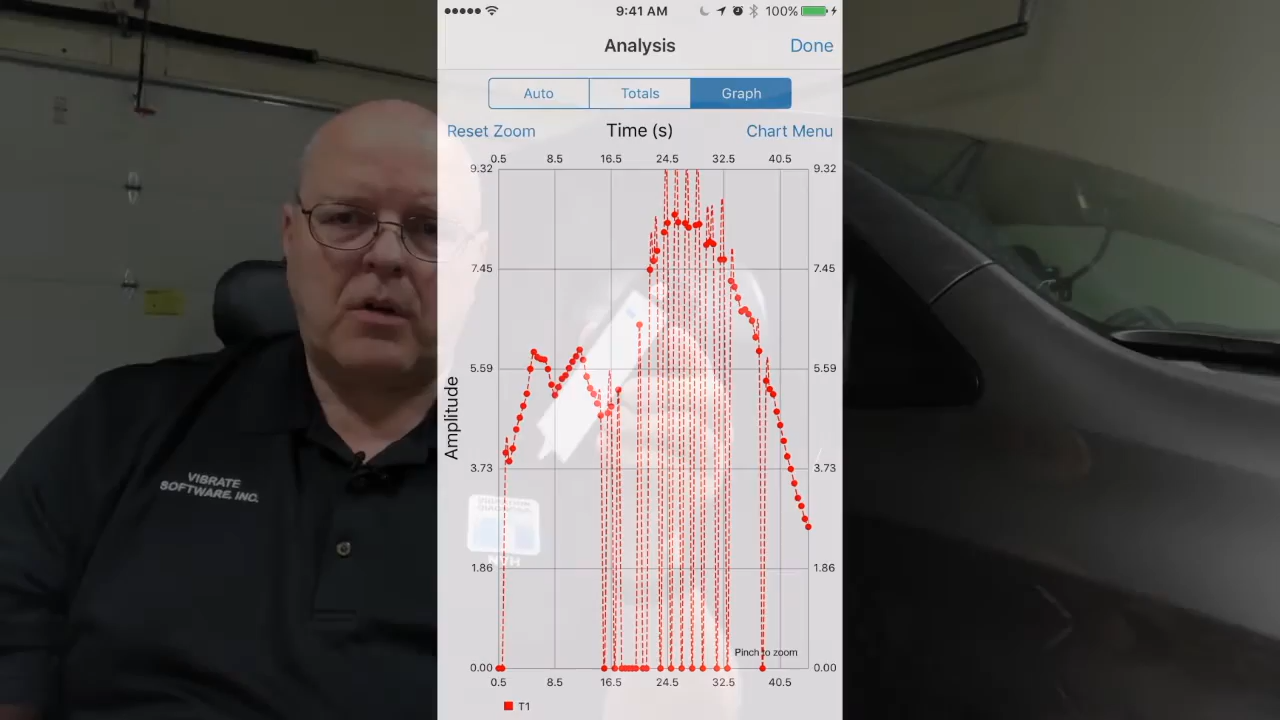 9:41 AM
100%
Analysis
Done
Auto
Totals
Graph
Reset Zoom
Time (s)
Chart Menu
0.5 8.5 16.5 24.5 32.5 40.5
9.32 9.32
7.45 7.45
5.59 5.59
Amplitude
3.73 3.73
1.86 1.86
Pinch to zoom
0.00 0.00
0.5 8.5 16.5 24.5 32.5 40.5
T1
VIBRATE
SOFTWARE, INC.